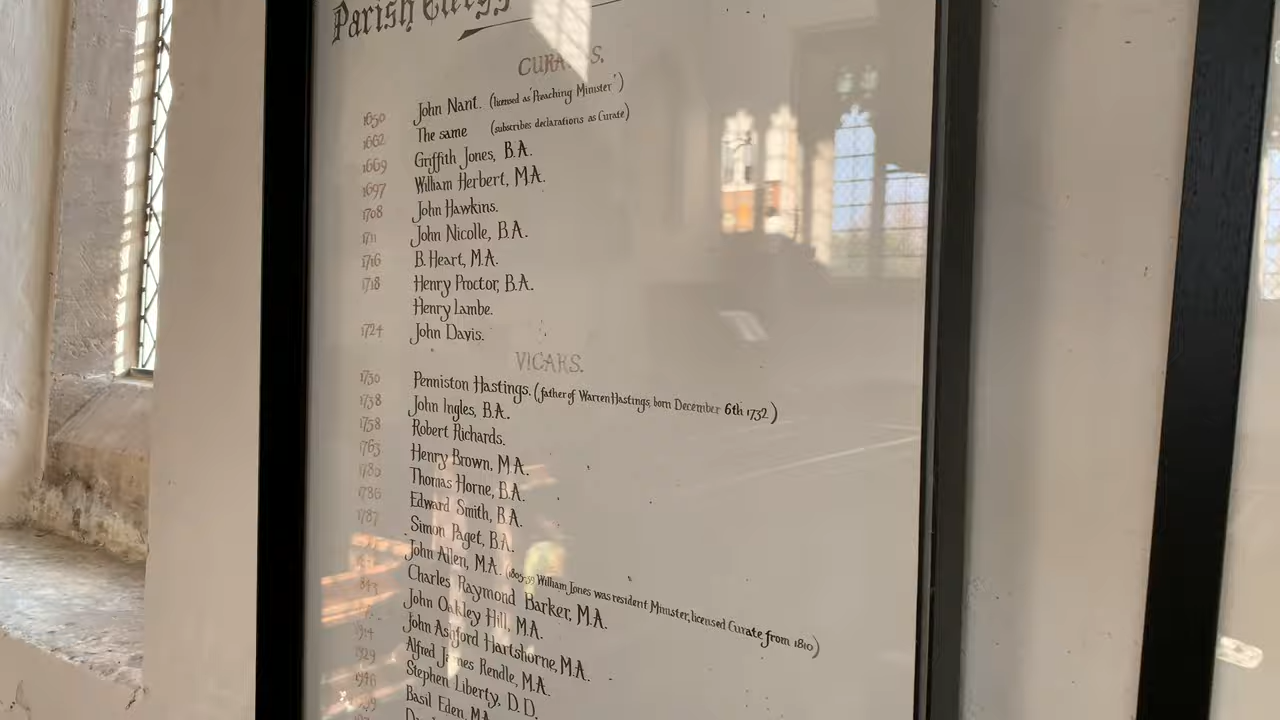 Parish Clergy
CURATES.
1650 John Nant. (licensed as 'Preaching Minister')
1662 The same (subscribes declarations as Curate)
1669 Griffith Jones, B.A.
1697 William Herbert, M.A.
1708 John Hawkins.
1711 John Nicolle, B.A.
1716 B. Heart, M.A.
1718 Henry Proctor, B.A.
Henry Lambe.
1724 John Davis.
VICARS.
1730 Penniston Hastings. (father of Warren Hastings, born December 6th 1732)
1738 John Ingles, B.A.
1758 Robert Richards.
1763 Henry Brown, M.A.
Thomas Horne, B.A.
1786 Edward Smith, B.A.
1787 Simon Paget, B.A.
John Allen, M.A. (1805-59 William Jones was resident Minister, licensed Curate from 1810)
Charles Raymond Barker, M.A.
John Oakley Hill, M.A.
John Ashford Hartshorne, M.A.
Alfred James Rendle, M.A.
Stephen Liberty, D.D.
Basil Eden, M.A.